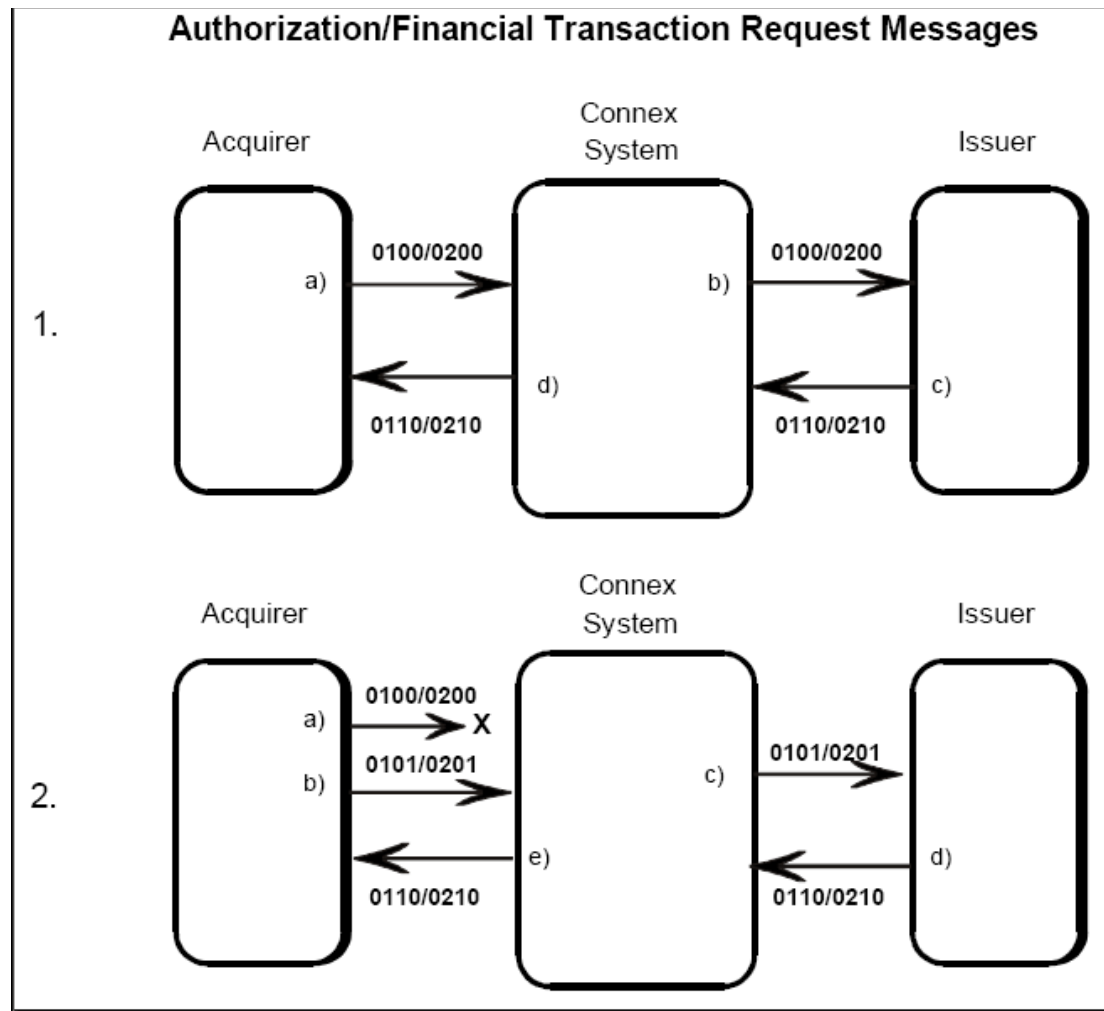 Authorization/Financial Transaction Request Messages
Acquirer
Connex
System
Issuer
1.
a)
0100/0200
b)
0100/0200
d)
0110/0210
c)
0110/0210
Acquirer
Connex
System
Issuer
2.
a)
0100/0200
X
b)
0101/0201
c)
0101/0201
e)
0110/0210
d)
0110/0210